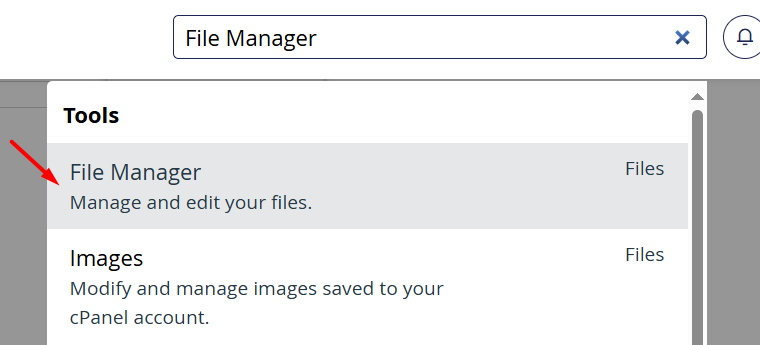 File Manager
Tools
File Manager
Files
Manage and edit your files.
Images
Files
Modify and manage images saved to your
cPanel account.